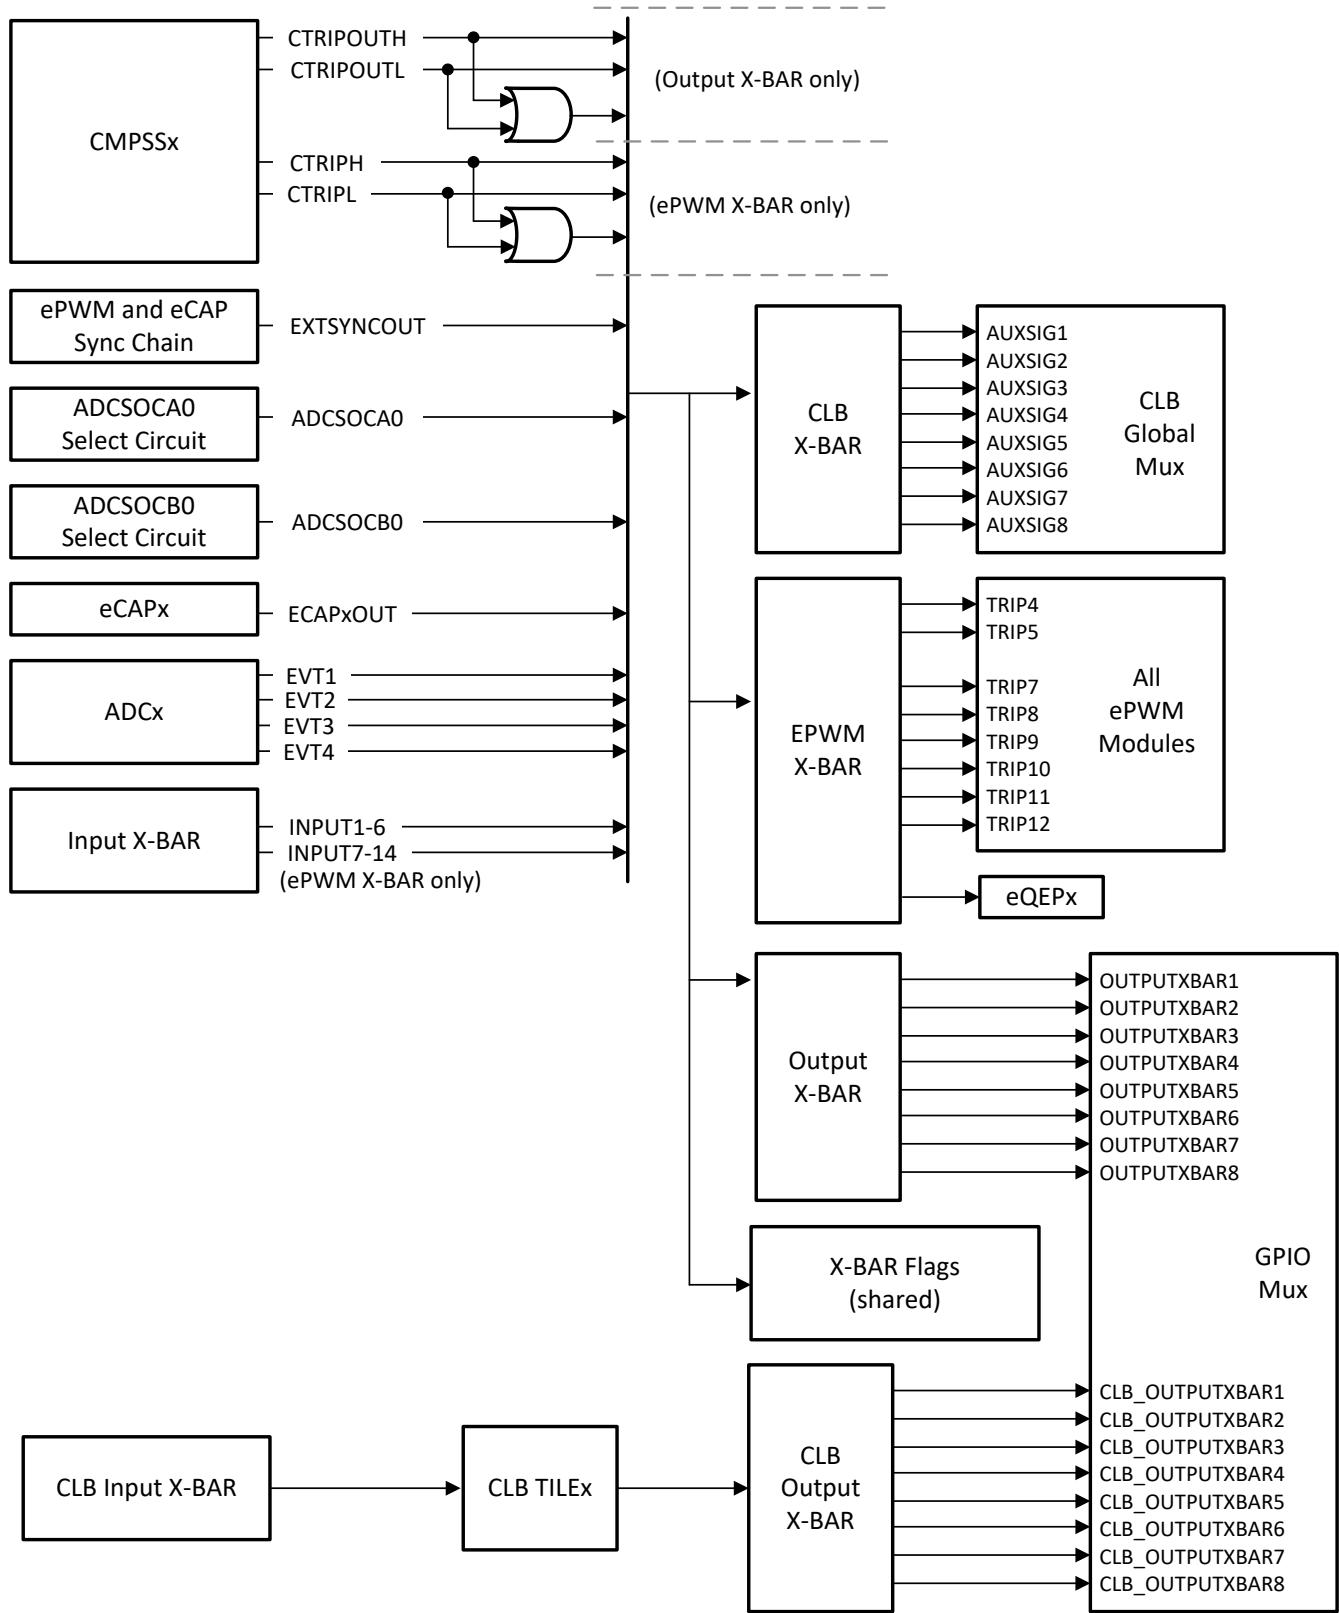 CMPSSx
CTRIPOUTH
CTRIPOUTL
(Output X-BAR only)
CTRIPH
CTRIPL
(ePWM X-BAR only)
ePWM and eCAP
Sync Chain
EXTSYNCOUT
ADCSOCA0
Select Circuit
ADCSOCA0
ADCSOCB0
Select Circuit
ADCSOCB0
eCAPx
ECAPxOUT
ADCx
EVT1
EVT2
EVT3
EVT4
Input X-BAR
INPUT1-6
INPUT7-14
(ePWM X-BAR only)
CLB
X-BAR
AUXSIG1
AUXSIG2
AUXSIG3
AUXSIG4
AUXSIG5
AUXSIG6
AUXSIG7
AUXSIG8
CLB
Global
Mux
EPWM
X-BAR
TRIP4
TRIP5
TRIP7
TRIP8
TRIP9
TRIP10
TRIP11
TRIP12
All
ePWM
Modules
eQEPx
Output
X-BAR
OUTPUTXBAR1
OUTPUTXBAR2
OUTPUTXBAR3
OUTPUTXBAR4
OUTPUTXBAR5
OUTPUTXBAR6
OUTPUTXBAR7
OUTPUTXBAR8
GPIO
Mux
X-BAR Flags
(shared)
CLB Input X-BAR
CLB TILEx
CLB
Output
X-BAR
CLB_OUTPUTXBAR1
CLB_OUTPUTXBAR2
CLB_OUTPUTXBAR3
CLB_OUTPUTXBAR4
CLB_OUTPUTXBAR5
CLB_OUTPUTXBAR6
CLB_OUTPUTXBAR7
CLB_OUTPUTXBAR8